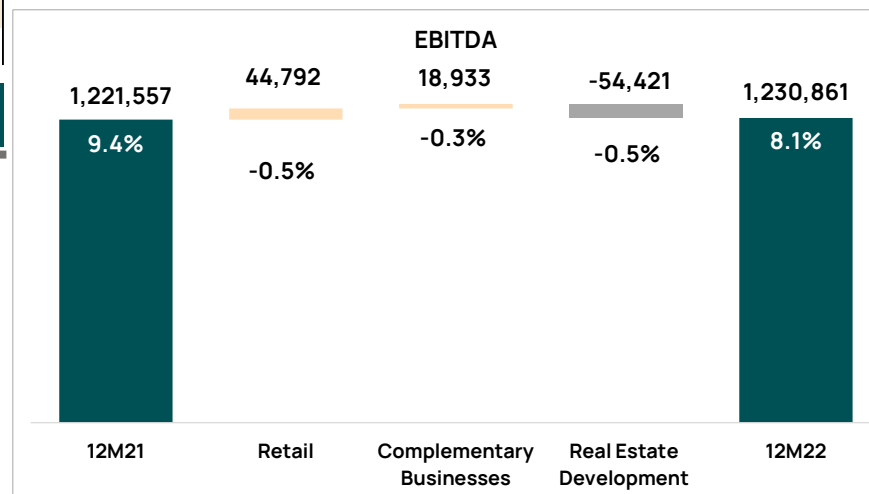 EBITDA
1,221,557
44,792
18,933
-54,421
1,230,861
9.4%
-0.5%
-0.3%
-0.5%
8.1%
12M21
Retail
Complementary
Businesses
Real Estate
Development
12M22